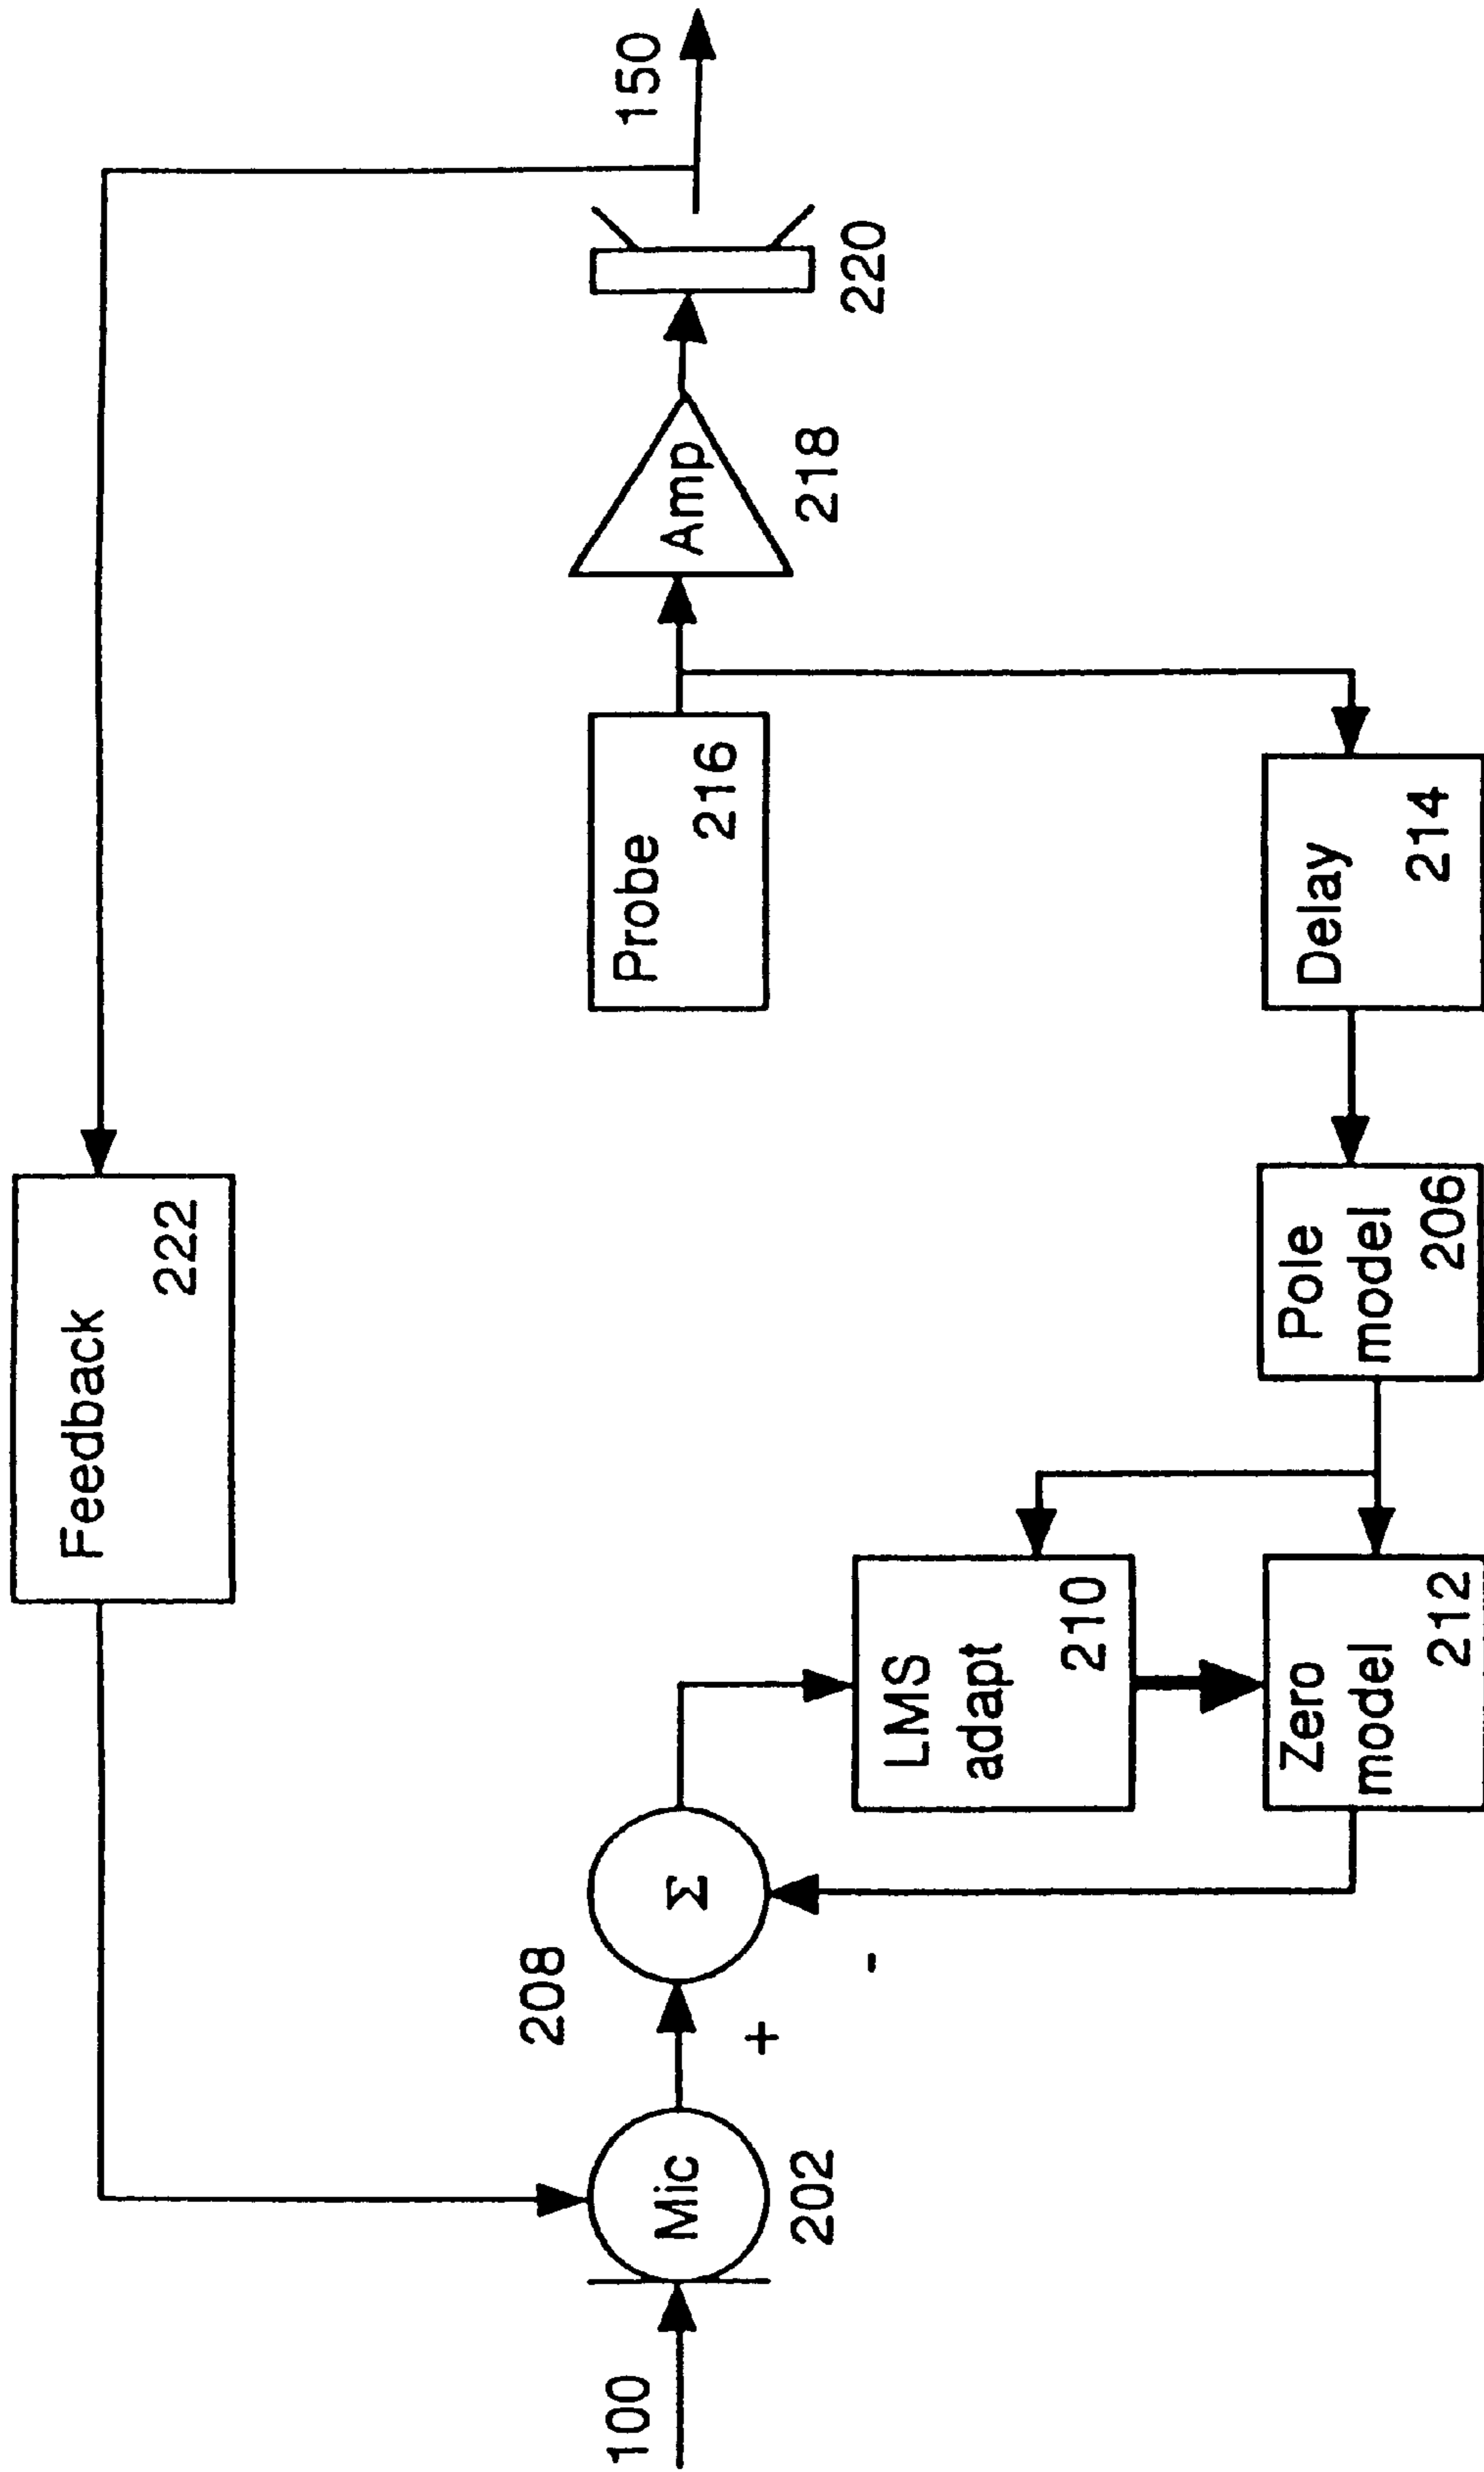 Feedback
222
100
Mic
202
+
208
Σ
-
LMS
adapt
210
Zero
model
212
Pole
model
206
Delay
214
Probe
216
Amp
218
220
150